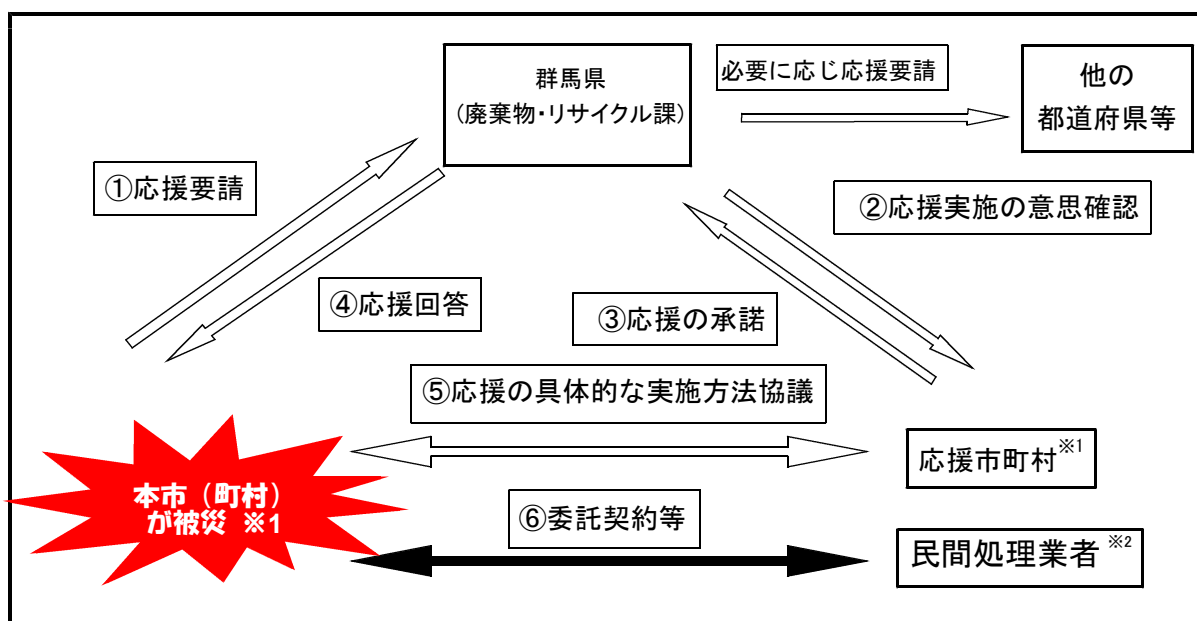 群馬県
(廃棄物・リサイクル課)
必要に応じ応援要請
他の
都道府県等
①応援要請
②応援実施の意思確認
④応援回答
③応援の承諾
⑤応援の具体的な実施方法協議
本市（町村）
が被災 ※1
応援市町村※1
⑥委託契約等
民間処理業者※2